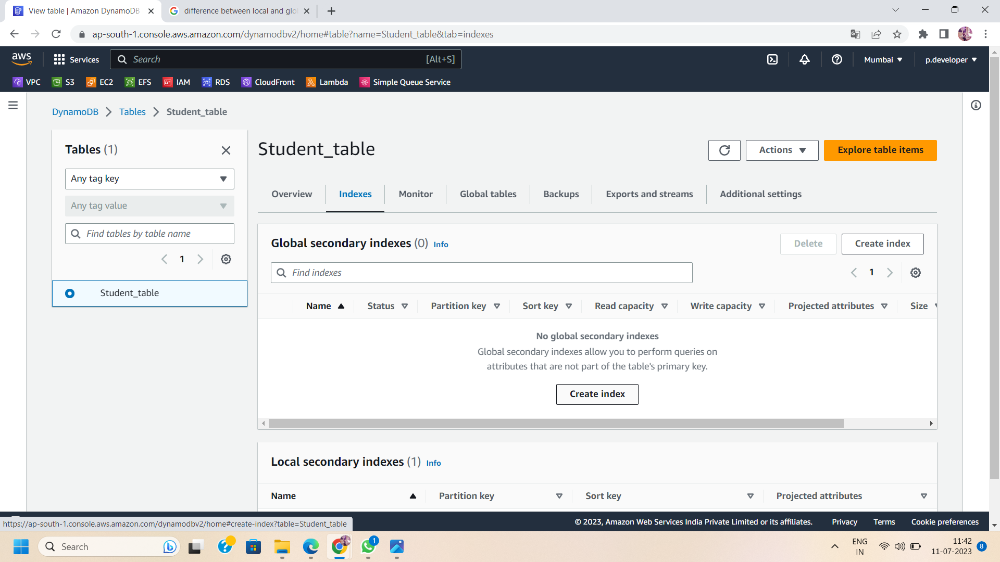 View table | Amazon DynamoDB
difference between local and glo
ap-south-1.console.aws.amazon.com/dynamodbv2/home#table?name=Student_table&tab=indexes
aws
Services
Search
[Alt+S]
Mumbai
p.developer
VPC
S3
EC2
EFS
IAM
RDS
CloudFront
Lambda
Simple Queue Service
DynamoDB
Tables
Student_table
Tables (1)
Any tag key
Any tag value
Find tables by table name
1
Student_table
Student_table
Actions
Explore table items
Overview
Indexes
Monitor
Global tables
Backups
Exports and streams
Additional settings
Global secondary indexes (0) Info
Delete
Create index
Find indexes
1
Name
Status
Partition key
Sort key
Read capacity
Write capacity
Projected attributes
Size
No global secondary indexes
Global secondary indexes allow you to perform queries on
attributes that are not part of the table's primary key.
Create index
Local secondary indexes (1) Info
Name
Partition key
Sort key
Projected attributes
https://ap-south-1.console.aws.amazon.com/dynamodbv2/home#create-index?table=Student_table
© 2023, Amazon Web Services India Private Limited or its affiliates.
Privacy
Terms
Cookie preferences
Search
1
ENG
IN
11:42
11-07-2023
8